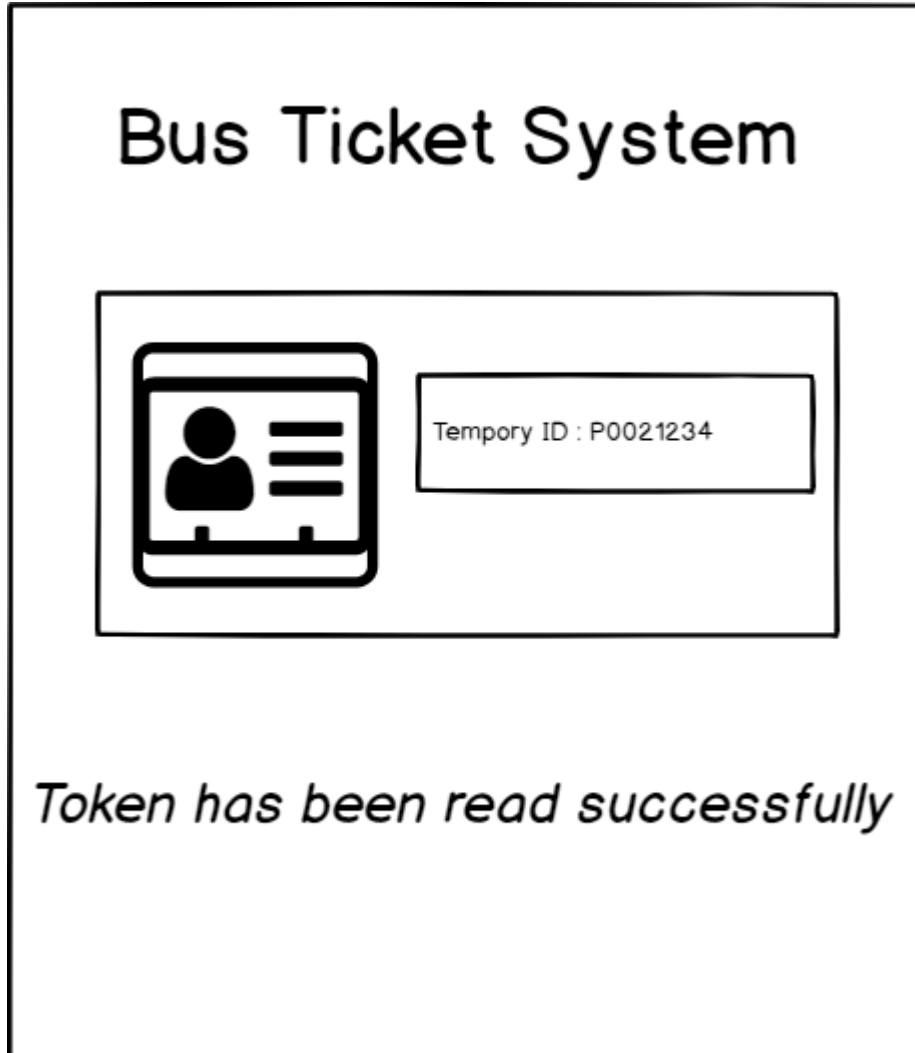 Bus Ticket System
Tempory ID : P0021234
Token has been read successfully